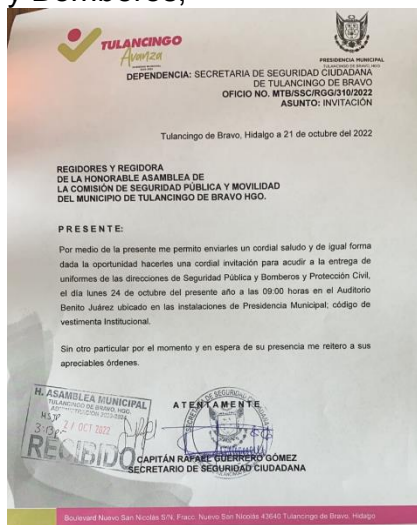 y Bomberos,
TULANCINGO
Avanza
PRESIDENCIA MUNICIPAL
TULANCINGO DE BRAVO, HGO.
DEPENDENCIA: SECRETARIA DE SEGURIDAD CIUDADANA
DE TULANCINGO DE BRAVO
OFICIO NO. MTB/SSC/RGG/310/2022
ASUNTO: INVITACIÓN
Tulancingo de Bravo, Hidalgo a 21 de octubre del 2022
REGIDORES Y REGIDORA
DE LA HONORABLE ASAMBLEA DE
LA COMISIÓN DE SEGURIDAD PÚBLICA Y MOVILIDAD
DEL MUNICIPIO DE TULANCINGO DE BRAVO HGO.
P R E S E N T E:
Por medio de la presente me permito enviarles un cordial saludo y de igual forma
dada la oportunidad hacerles una cordial invitación para acudir a la entrega de
uniformes de las direcciones de Seguridad Pública y Bomberos y Protección Civil,
el día lunes 24 de octubre del presente año a las 09:00 horas en el Auditorio
Benito Juárez ubicado en las instalaciones de Presidencia Municipal; código de
vestimenta Institucional.
Sin otro particular por el momento y en espera de su presencia me reitero a sus
apreciables órdenes.
H. ASAMBLEA MUNICIPAL
TULANCINGO DE BRAVO, HGO.
OCT 2022
RECIBIDO
A T E N T A M E N T E
CAPITÁN RAFAEL GUERRERO GÓMEZ
SECRETARIO DE SEGURIDAD CIUDADANA
Boulevard Nuevo San Nicolás S/N, Fracc. Nuevo San Nicolás 43640 Tulancingo de Bravo, Hidalgo